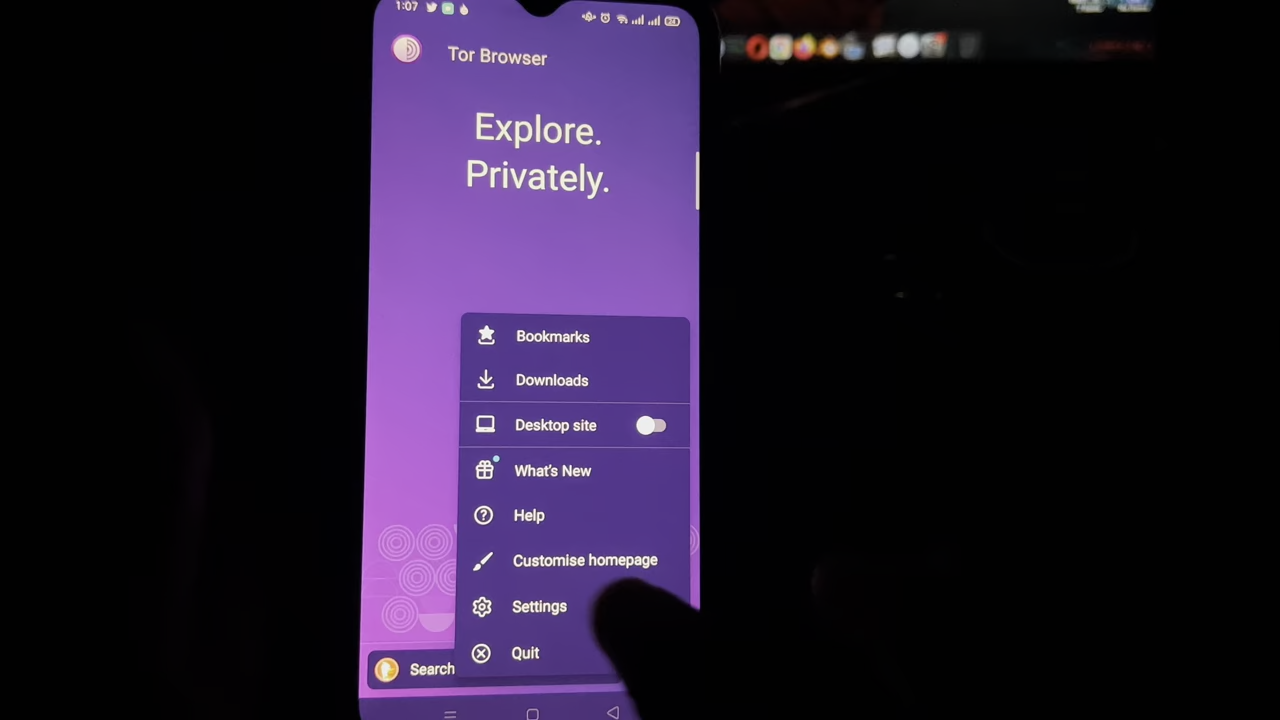 1:07
Tor Browser
Explore.
Privately.
Bookmarks
Downloads
Desktop site
What's New
Help
Customise homepage
Settings
Quit
Search